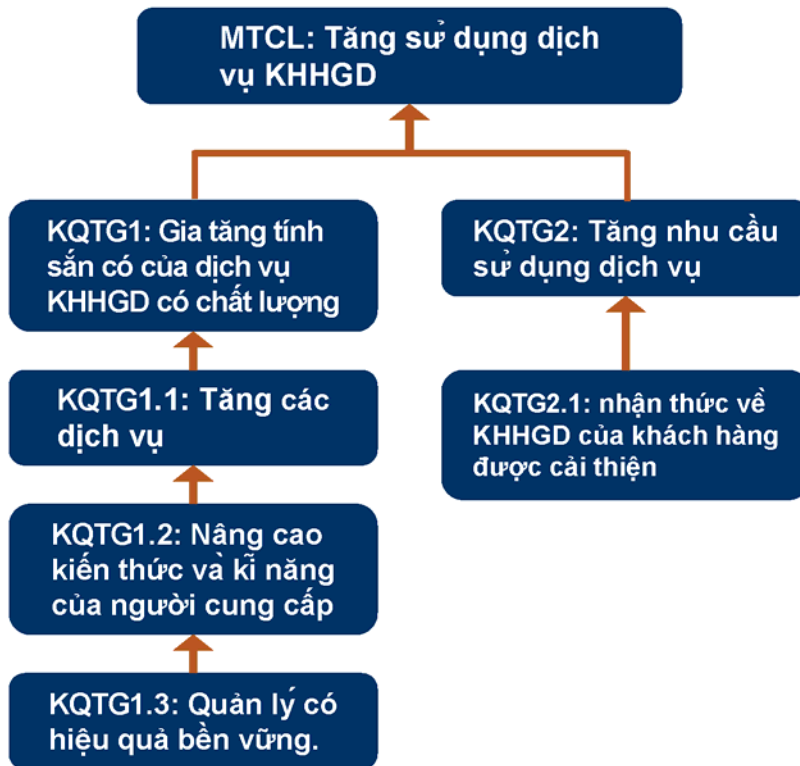 MTCL: Tăng sử dụng dịch
vụ KHHGD
KQTG1: Gia tăng tính
sẵn có của dịch vụ
KHHGD có chất lượng
KQTG2: Tăng nhu cầu
sử dụng dịch vụ
KQTG1.1: Tăng các
dịch vụ
KQTG2.1: nhận thức về
KHHGD của khách hàng
được cải thiện
KQTG1.2: Nâng cao
kiến thức và kĩ năng
của người cung cấp
KQTG1.3: Quản lý có
hiệu quả bền vững.